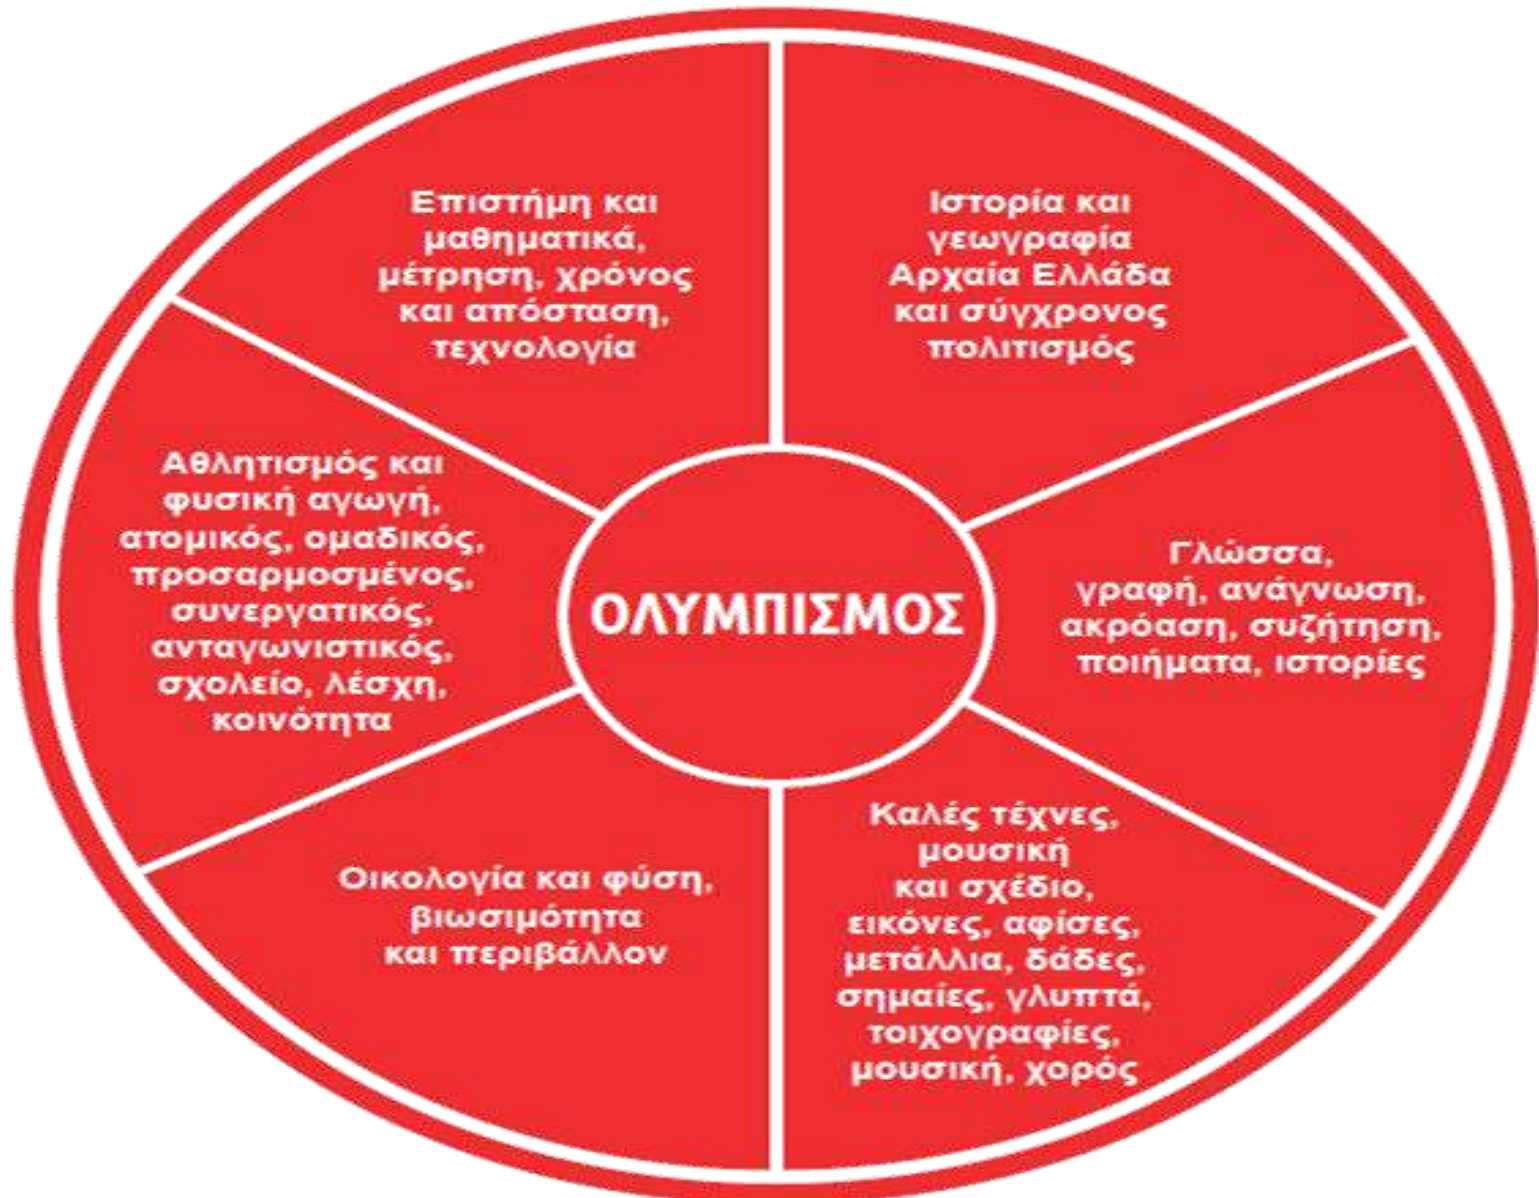 Επιστήμη και
μαθηματικά,
μέτρηση, χρόνος
και απόσταση,
τεχνολογία
Ιστορία και
γεωγραφία
Αρχαία Ελλάδα
και σύγχρονος
πολιτισμός
Αθλητισμός και
φυσική αγωγή,
ατομικός, ομαδικός,
προσαρμοσμένος,
συνεργατικός,
ανταγωνιστικός,
σχολείο, λέσχη,
κοινότητα
ΟΛΥΜΠΙΣΜΟΣ
Γλώσσα,
γραφή, ανάγνωση,
ακρόαση, συζήτηση,
ποιήματα, ιστορίες
Οικολογία και φύση,
βιωσιμότητα
και περιβάλλον
Καλές τέχνες,
μουσική
και σχέδιο,
εικόνες, αφίσες,
μετάλλια, δάδες,
σημαίες, γλυπτά,
τοιχογραφίες,
μουσική, χορός